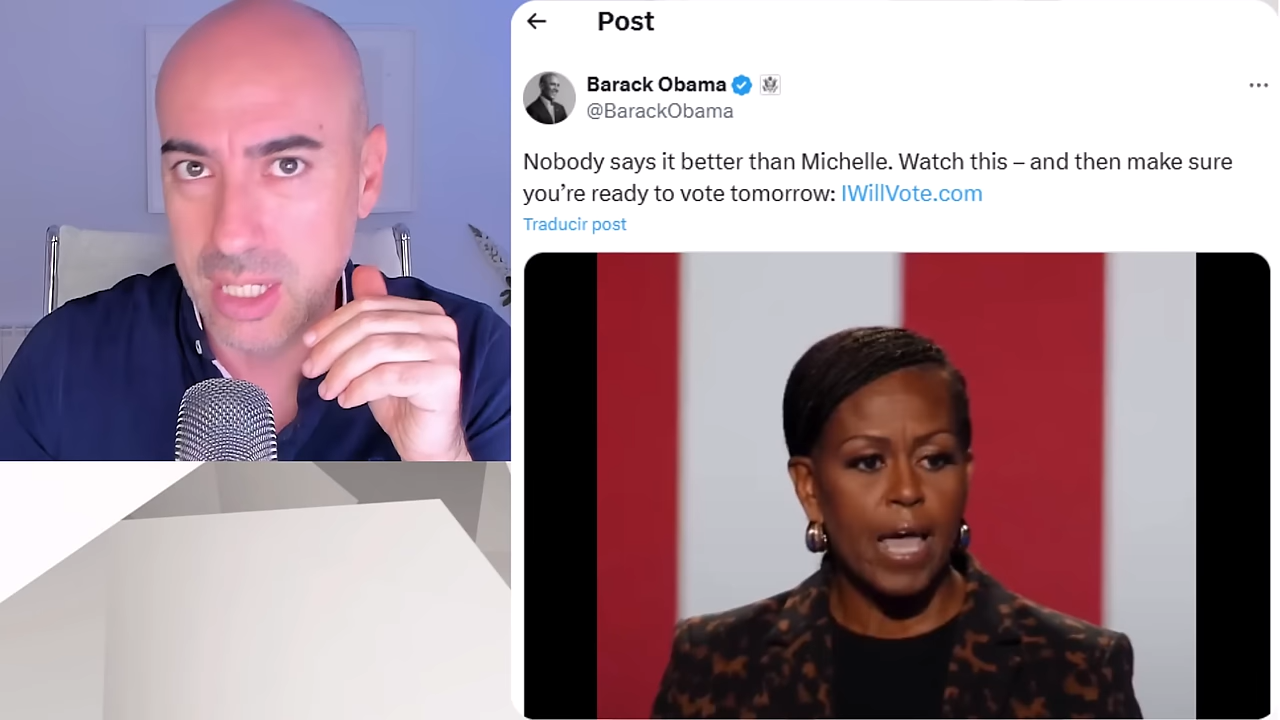 Post
Barack Obama
@BarackObama
Nobody says it better than Michelle. Watch this – and then make sure
you’re ready to vote tomorrow: IWillVote.com
Traducir post